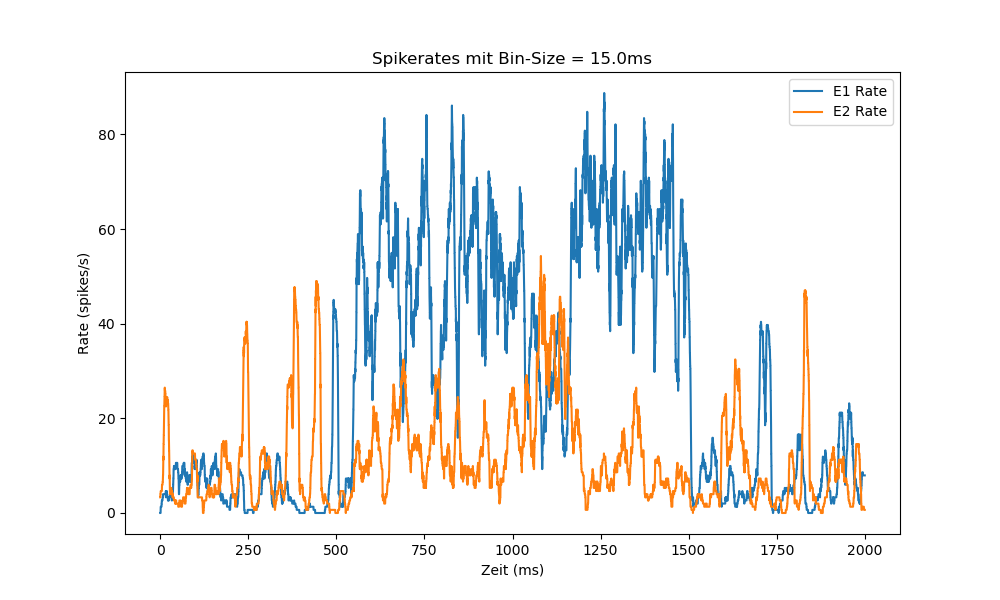 Spikerates mit Bin-Size = 15.0ms
E1 Rate
E2 Rate
80
60
40
20
0
Rate (spikes/s)
0 250 500 750 1000 1250 1500 1750 2000
Zeit (ms)